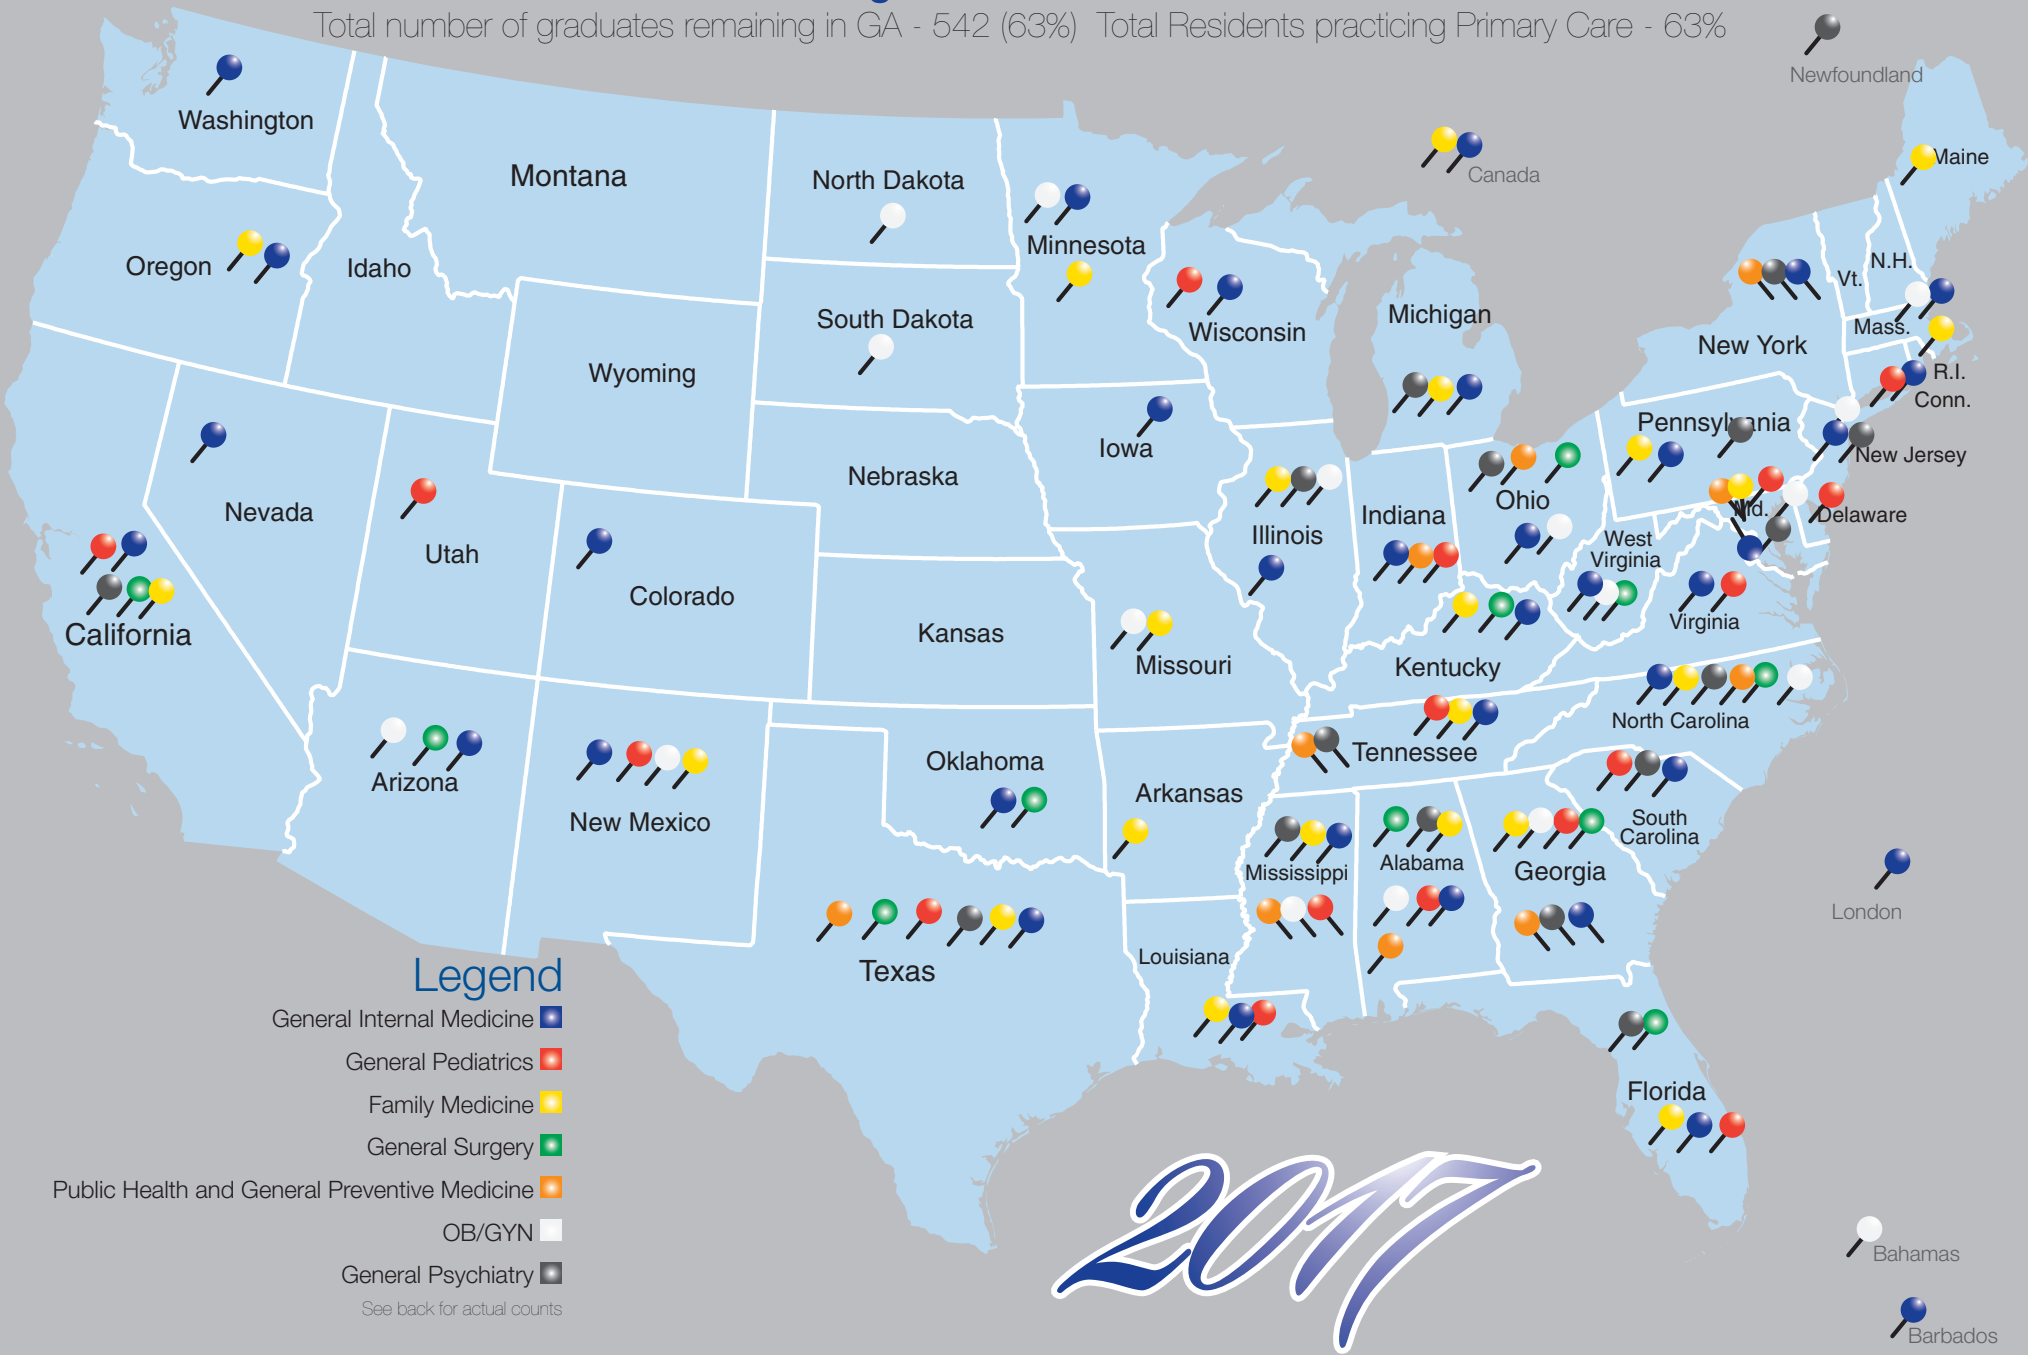 Total number of graduates remaining in GA - 542 (63%)  Total Residents practicing Primary Care - 63%
Newfoundland
Washington
Montana
North Dakota
Canada
Maine
Oregon
Idaho
Minnesota
N.H.
Vt.
South Dakota
Wisconsin
Michigan
New York
Mass.
Wyoming
R.I.
Conn.
Pennsylvania
New Jersey
Iowa
Nebraska
Nevada
Utah
Illinois
Indiana
Ohio
Md.
Delaware
West
Virginia
Colorado
California
Kansas
Missouri
Kentucky
Virginia
North Carolina
Tennessee
Arizona
New Mexico
Oklahoma
Arkansas
South
Carolina
Mississippi
Alabama
Georgia
London
Texas
Louisiana
Florida
Legend
General Internal Medicine
General Pediatrics
Family Medicine
General Surgery
Public Health and General Preventive Medicine
OB/GYN
General Psychiatry
See back for actual counts
2017
Bahamas
Barbados